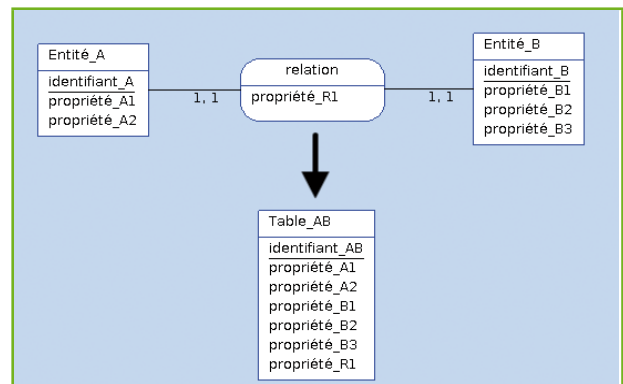 Entité_A
identifiant_A
propriété_A1
propriété_A2
1, 1
relation
propriété_R1
1, 1
Entité_B
identifiant_B
propriété_B1
propriété_B2
propriété_B3
Table_AB
identifiant_AB
propriété_A1
propriété_A2
propriété_B1
propriété_B2
propriété_B3
propriété_R1